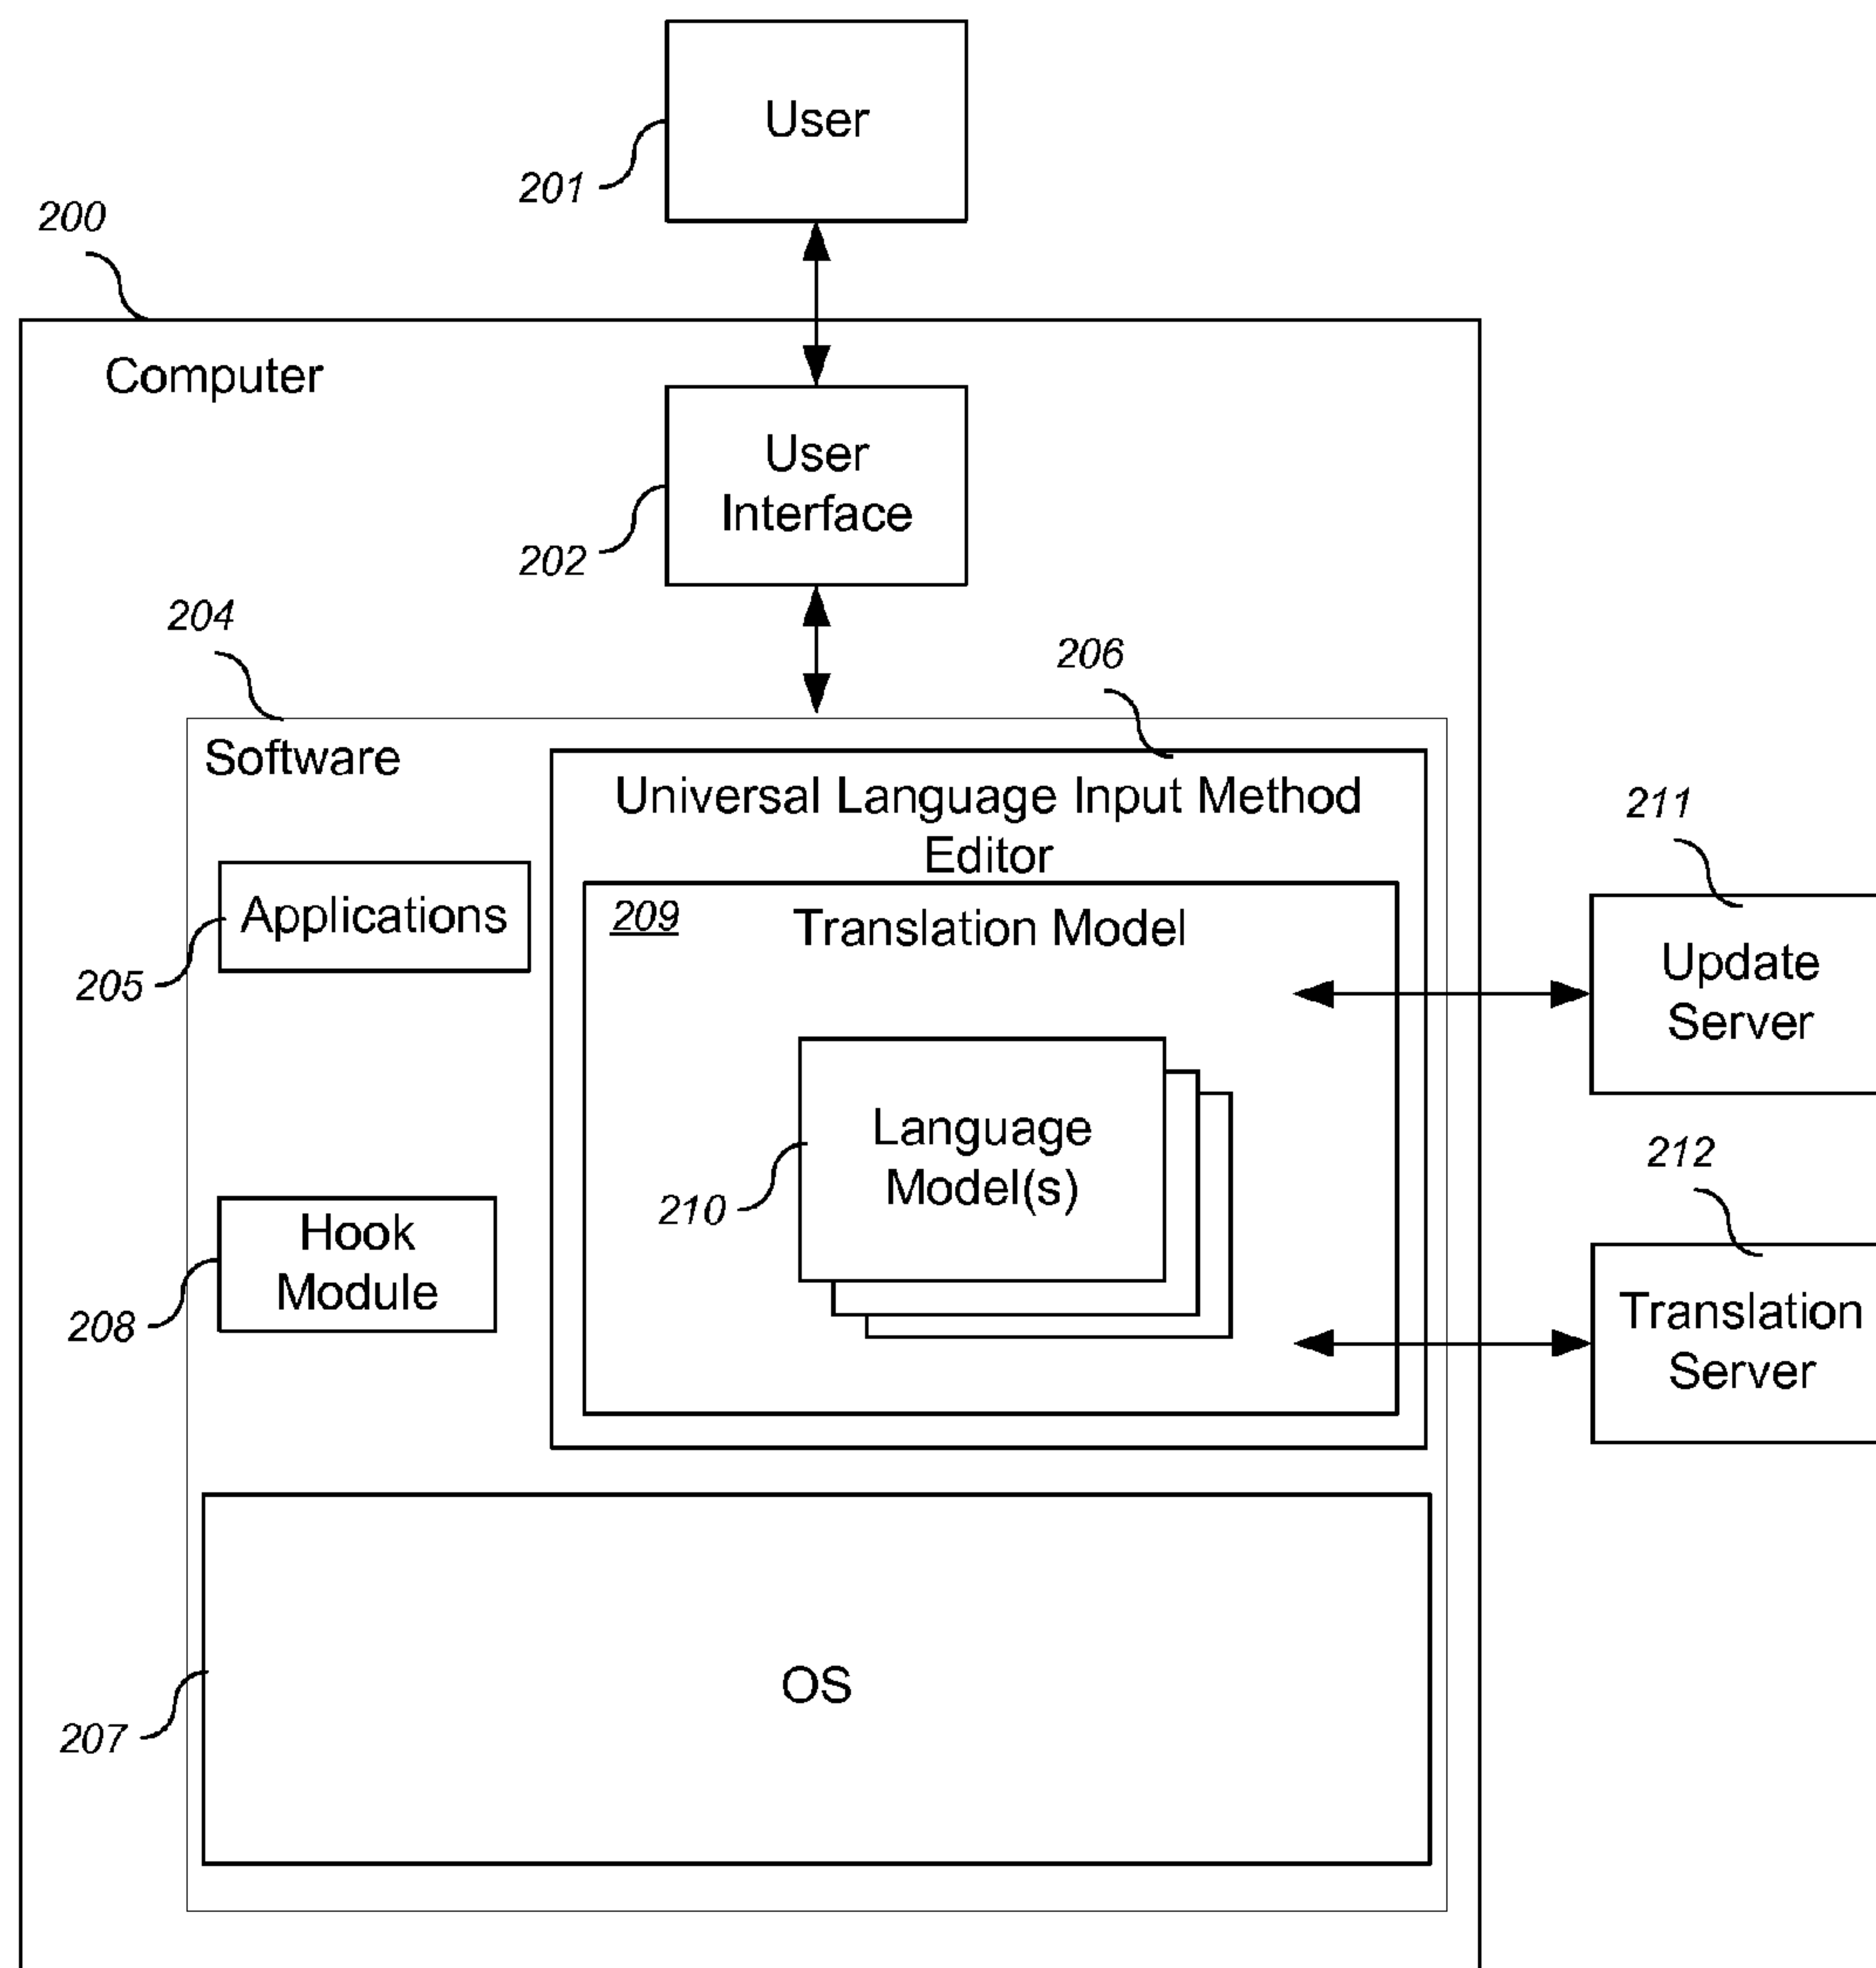 User
201
200
Computer
User
Interface
202
204
206
Software
Universal Language Input Method
Editor
211
Applications
209
Translation Model
205
Update
Server
Language
Model(s)
210
212
Hook
Module
208
Translation
Server
OS
207